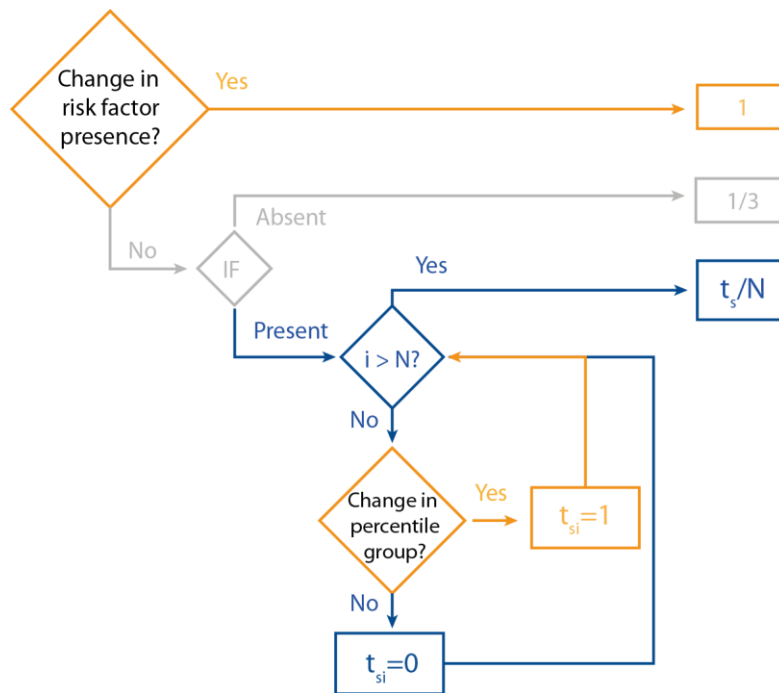 Change in
risk factor
presence?
Yes
1
Absent
1/3
No
IF
Yes
t_s/N
Present
i > N?
No
Change in
percentile
group?
Yes
t_si=1
No
t_si=0